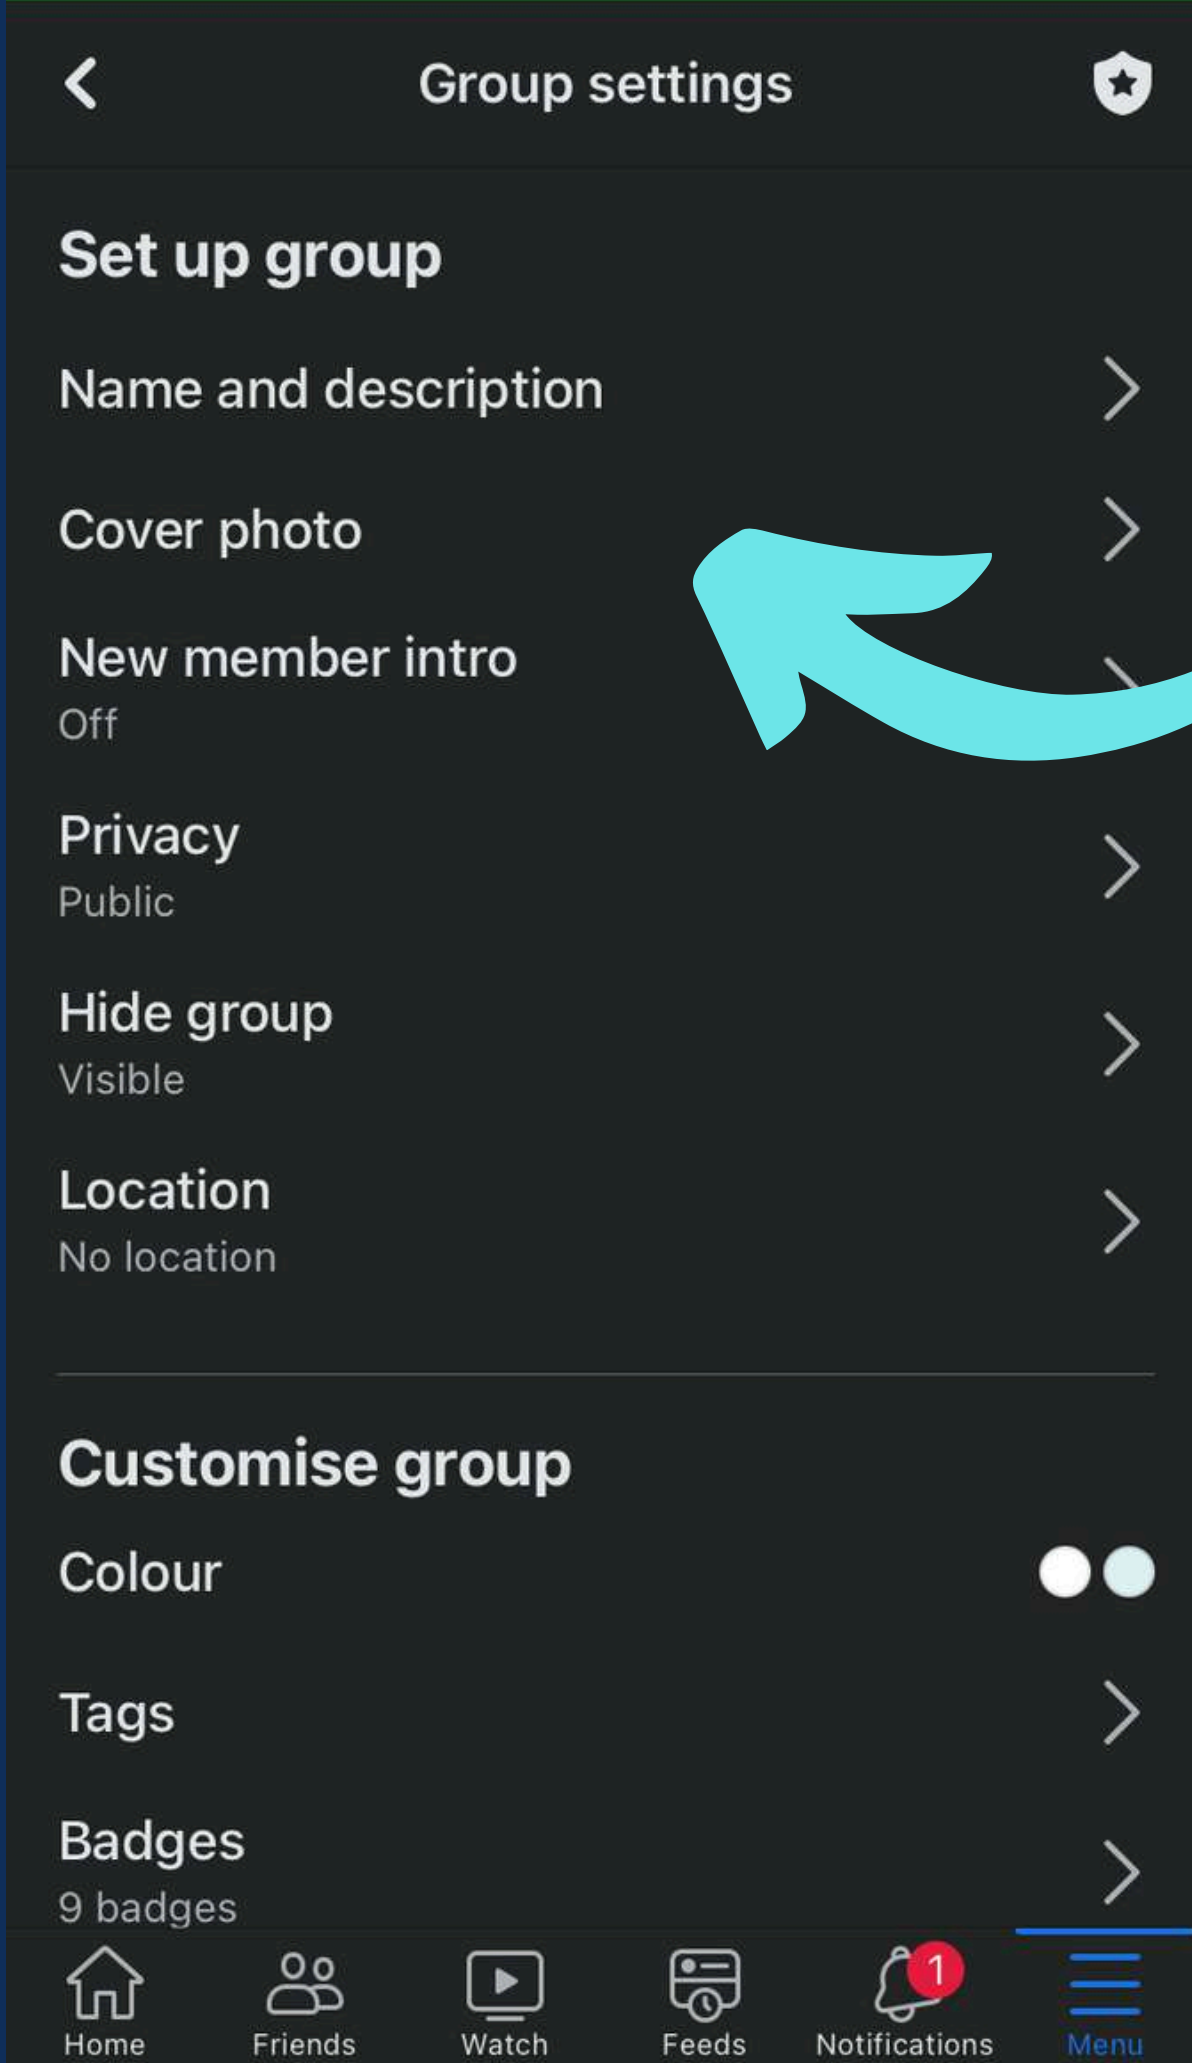 Group settings
Set up group
Name and description
Cover photo
New member intro
Off
Privacy
Public
Hide group
Visible
Location
No location
Customise group
Colour
Tags
Badges
9 badges
1
Home Friends Watch Feeds Notifications Menu